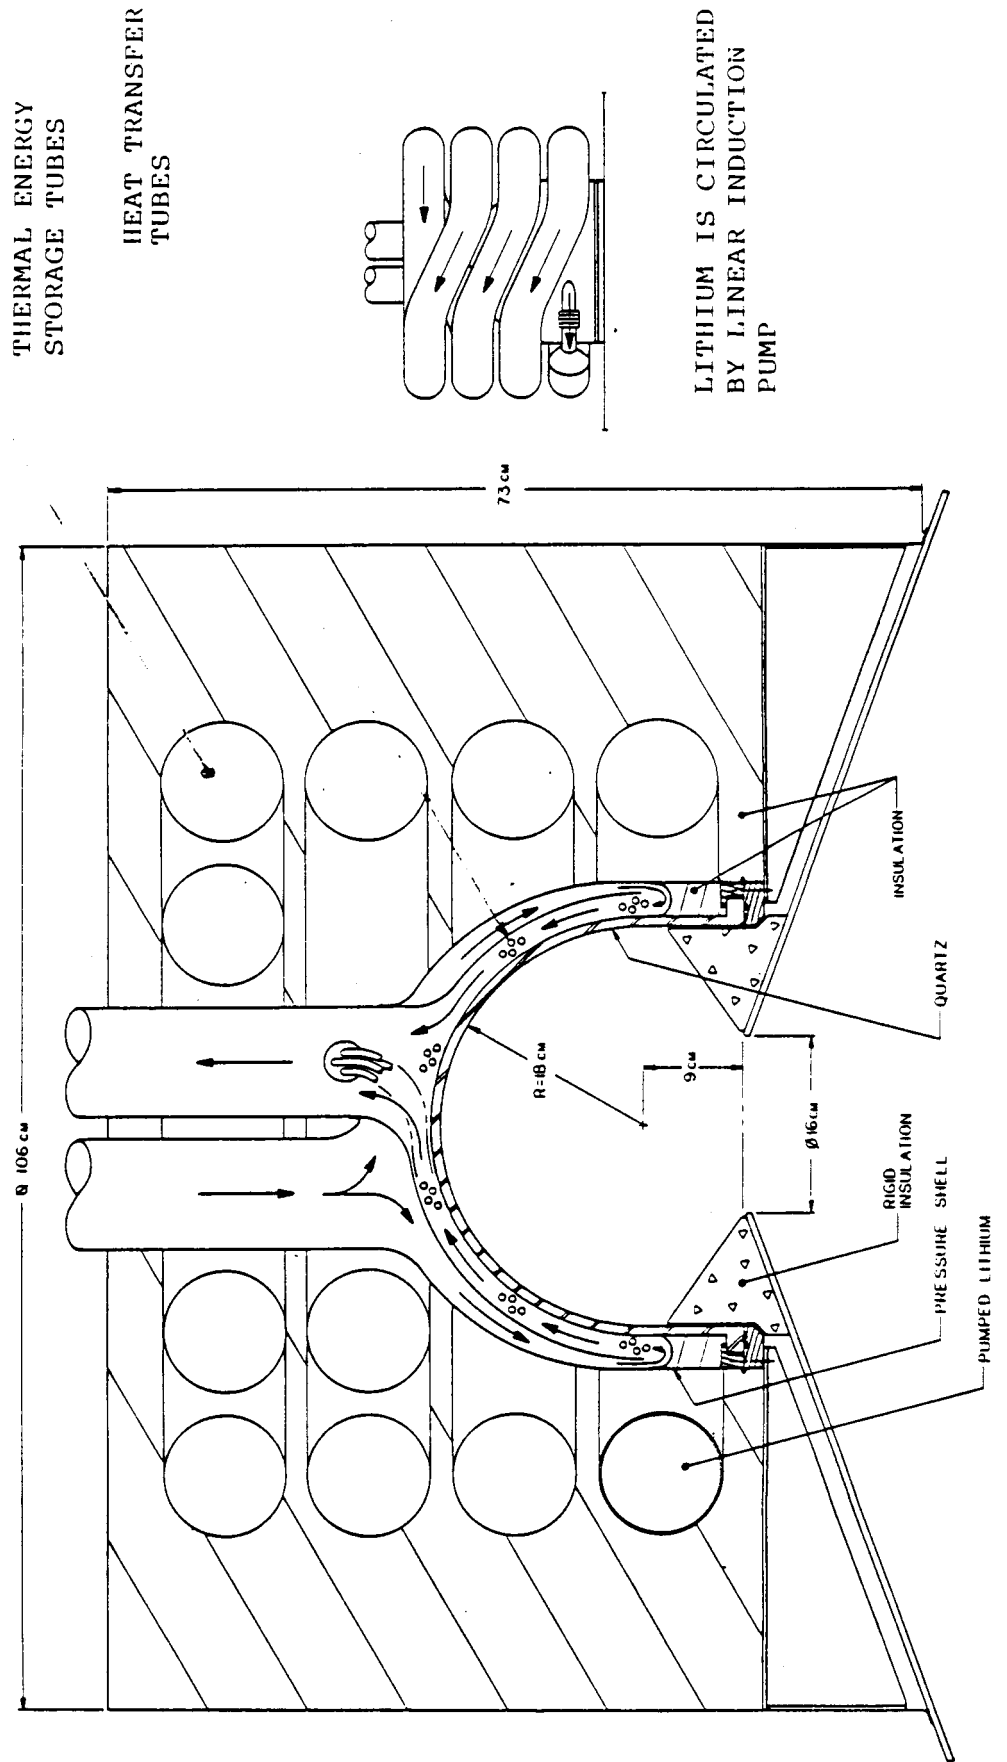 THERMAL ENERGY
STORAGE TUBES
HEAT TRANSFER
TUBES
LITHIUM IS CIRCULATED
BY LINEAR INDUCTION
PUMP
Ø 106 CM
73 CM
R=18 CM
9 CM
Ø16 CM
INSULATION
QUARTZ
RIGID
INSULATION
PRESSURE SHELL
PUMPED LITHIUM